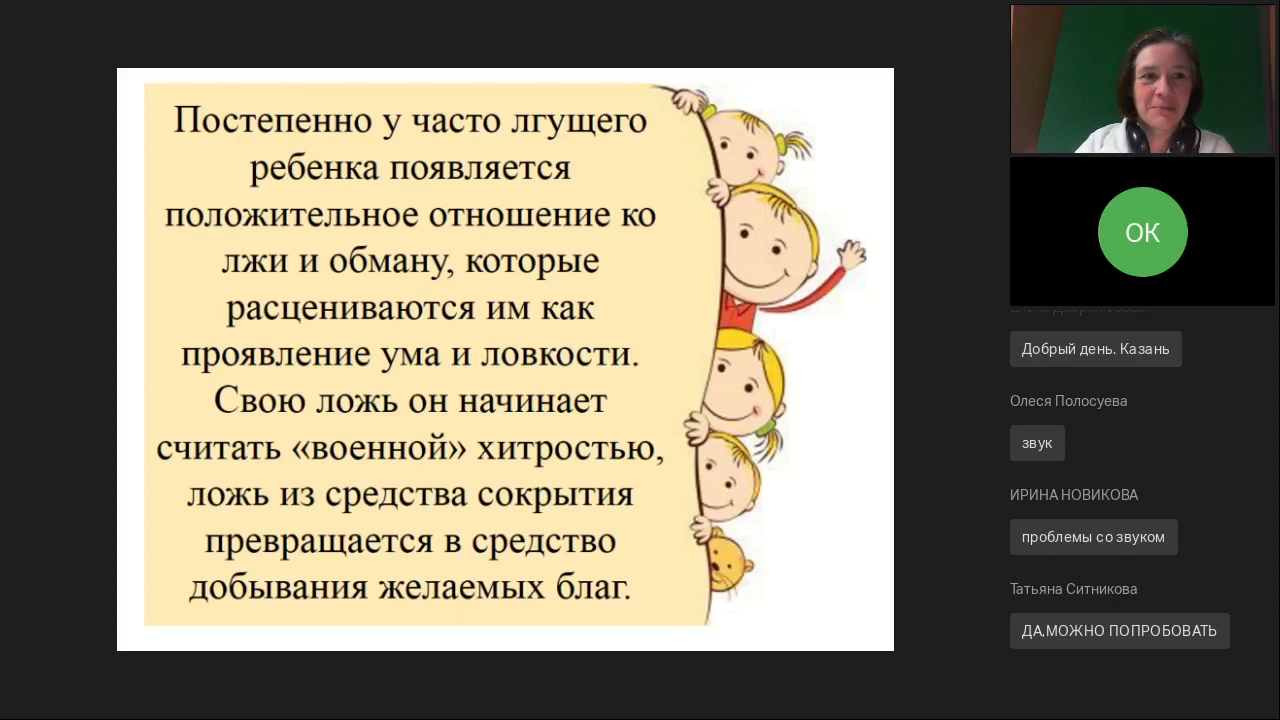 Постепенно у часто лгущего
ребенка появляется
положительное отношение ко
лжи и обману, которые
расцениваются им как
проявление ума и ловкости.
Свою ложь он начинает
считать «военной» хитростью,
ложь из средства сокрытия
превращается в средство
добывания желаемых благ.
ОК
Добрый день. Казань
Олеся Полосуева
звук
ИРИНА НОВИКОВА
проблемы со звуком
Татьяна Ситникова
ДА,МОЖНО ПОПРОБОВАТЬ